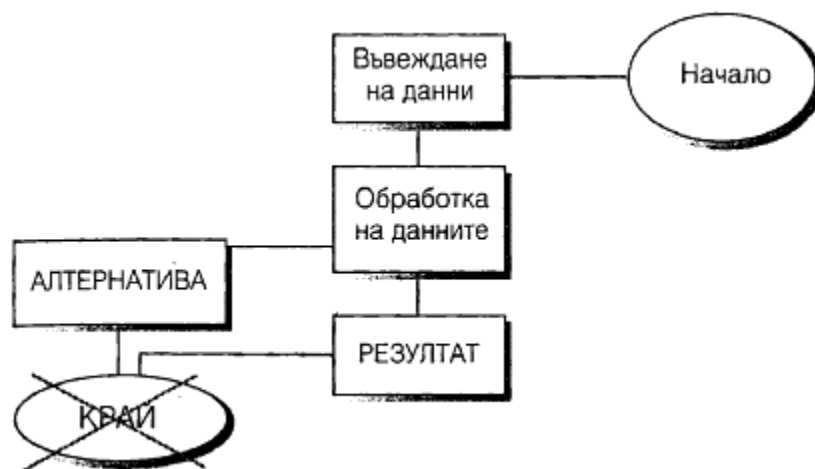 Въвеждане
на данни
Начало
Обработка
на данните
АЛТЕРНАТИВА
РЕЗУЛТАТ
КРАЙ